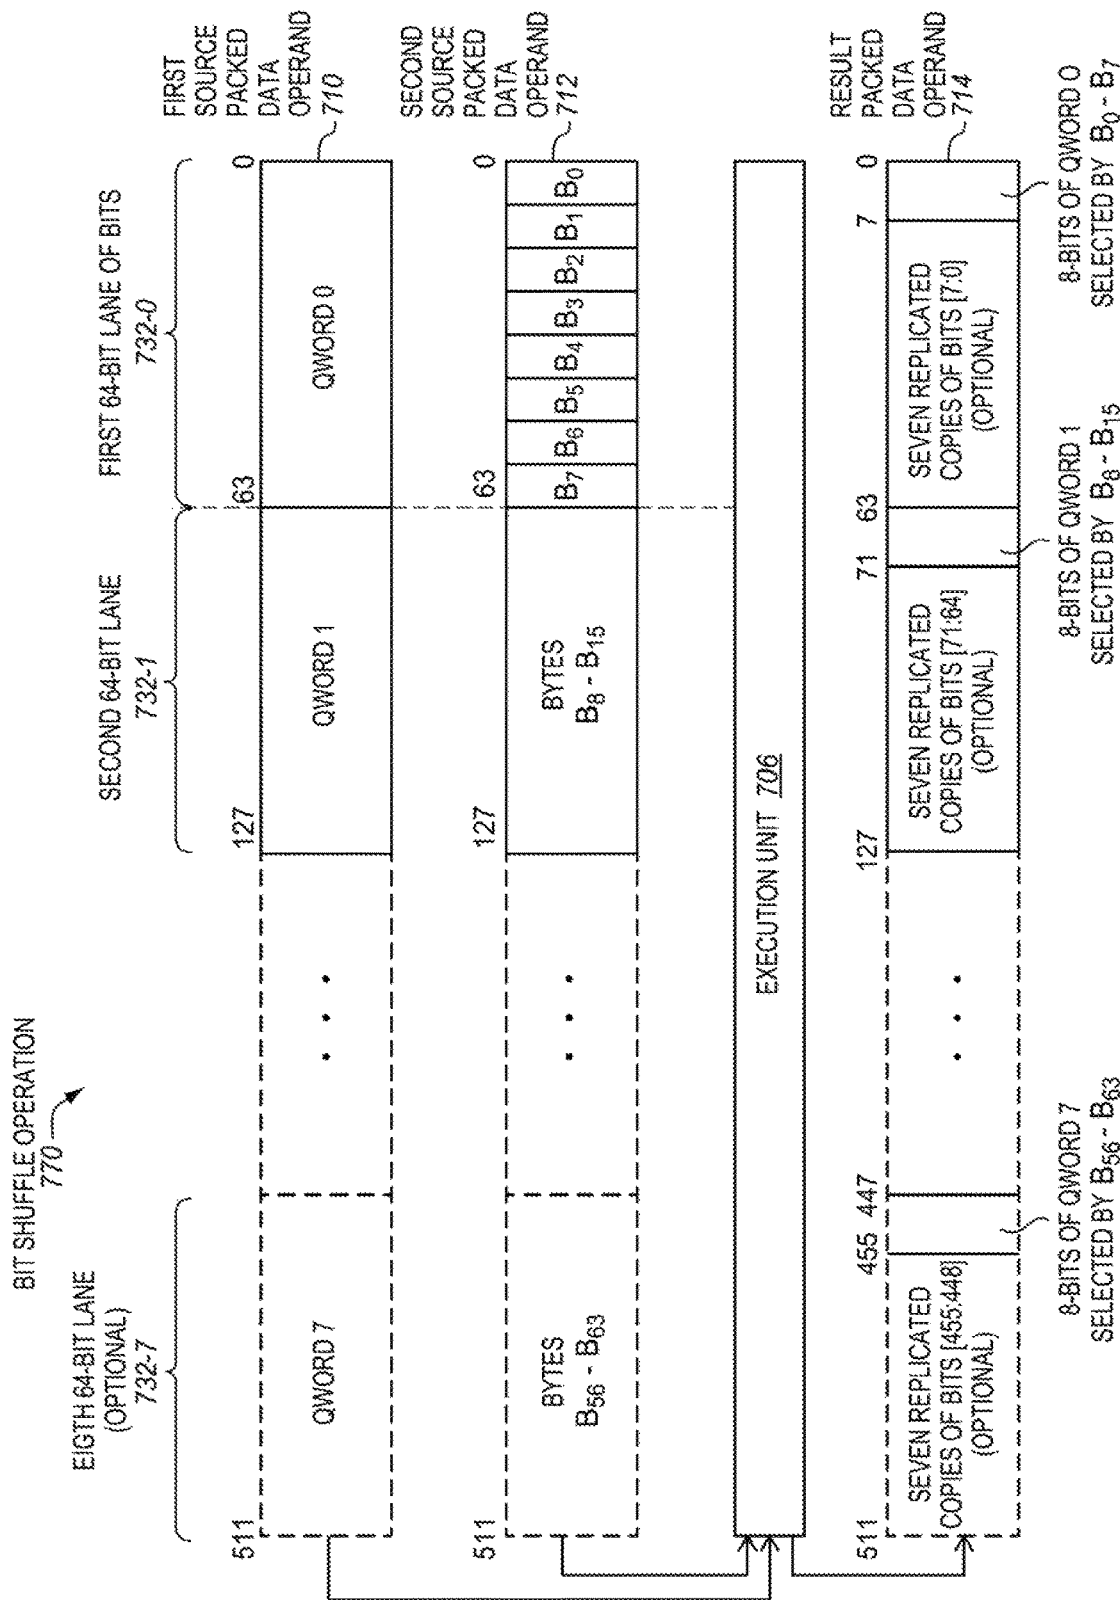 BIT SHUFFLE OPERATION
770
EIGTH 64-BIT LANE
(OPTIONAL)
732-7
SECOND 64-BIT LANE
732-1
FIRST 64-BIT LANE OF BITS
732-0
511
127
63
0
QWORD 7
• • •
QWORD 1
QWORD 0
FIRST
SOURCE
PACKED
DATA
OPERAND
710
511
127
63
0
BYTES
B56 - B63
• • •
BYTES
B8 - B15
B7
B6
B5
B4
B3
B2
B1
B0
SECOND
SOURCE
PACKED
DATA
OPERAND
712
EXECUTION UNIT 706
511
455
447
127
71
63
7
0
SEVEN REPLICATED
COPIES OF BITS [455:448]
(OPTIONAL)
• • •
SEVEN REPLICATED
COPIES OF BITS [71:64]
(OPTIONAL)
SEVEN REPLICATED
COPIES OF BITS [7:0]
(OPTIONAL)
RESULT
PACKED
DATA
OPERAND
714
8-BITS OF QWORD 7
SELECTED BY B56 - B63
8-BITS OF QWORD 1
SELECTED BY B8 - B15
8-BITS OF QWORD 0
SELECTED BY B0 - B7